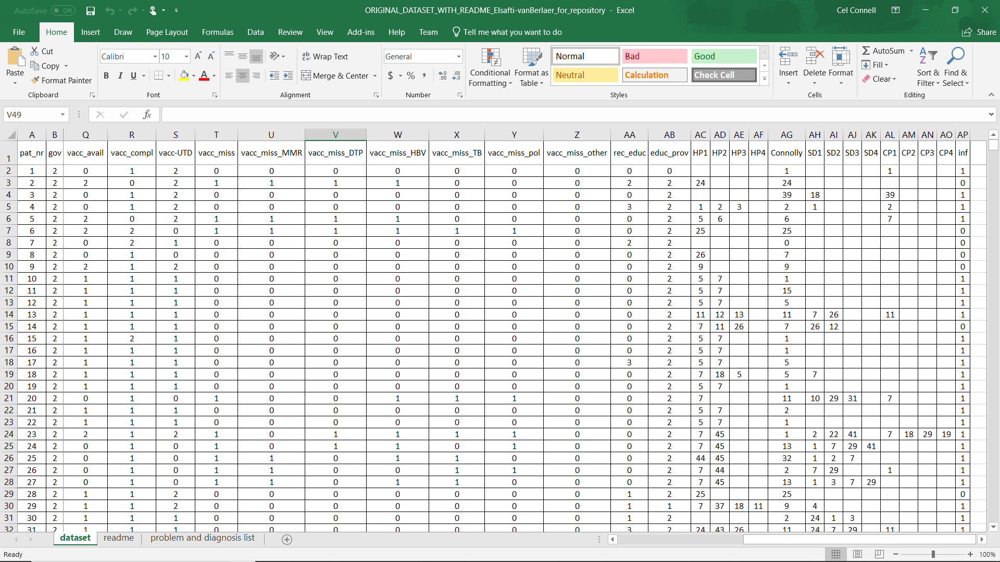 AutoSave Off ORIGINAL_DATASET_WITH_README_Elsafti-vanBerlaer_for_repository - Excel Cel Connell
File Home Insert Draw Page Layout Formulas Data Review View Add-ins Help Team Tell me what you want to do Share
Paste Cut Copy Format Painter Clipboard
Calibri 10 A A B I U A Font
ab Wrap Text Merge & Center Alignment
General $ % , .00 .00 Number
Conditional Formatting Format as Table Normal Bad Good Neutral Calculation Check Cell Styles
Insert Delete Format Cells
AutoSum Fill Clear Sort & Filter Find & Select Editing
V49 fx
A B Q R S T U V W X Y Z AA AB AC AD AE AF AG AH AI AJ AK AL AM AN AO AP
1 pat_nr gov vacc_avail vacc_compl vacc-UTD vacc_miss vacc_miss_MMR vacc_miss_DTP vacc_miss_HBV vacc_miss_TB vacc_miss_pol vacc_miss_other rec_educ educ_prov HP1 HP2 HP3 HP4 Connolly SD1 SD2 SD3 SD4 CP1 CP2 CP3 CP4 inf
2 1 2 0 1 2 0 0 0 0 0 0 0 0 0 1 1 1
3 2 2 2 0 2 1 1 1 1 0 0 0 2 2 24 24 0
4 3 2 0 1 2 0 0 0 0 0 0 0 0 2 39 18 39 1
5 4 2 0 1 2 0 0 0 0 0 0 0 3 2 1 2 3 2 1 2 1
6 5 2 2 0 2 1 1 1 1 0 0 0 0 2 5 6 6 7 1
7 6 2 2 2 0 1 1 1 1 1 1 0 0 2 25 25 0
8 7 2 0 2 1 0 0 0 0 0 0 0 2 2 0 0
9 8 2 0 1 0 0 0 0 0 0 0 0 0 2 26 7 0
10 9 2 2 1 2 0 0 0 0 0 0 0 0 2 9 9 0
11 10 2 1 1 1 0 0 0 0 0 0 0 0 2 5 7 1 1
12 11 2 1 1 1 0 0 0 0 0 0 0 0 2 5 7 15 1
13 12 2 1 1 1 0 0 0 0 0 0 0 0 2 5 7 5 1
14 13 2 1 1 1 0 0 0 0 0 0 0 0 2 11 12 13 11 7 26 11 1
15 14 2 1 1 1 0 0 0 0 0 0 0 0 2 7 11 26 7 26 12 0
16 15 2 1 2 1 0 0 0 0 0 0 0 0 2 5 7 1 1
17 16 2 1 1 1 0 0 0 0 0 0 0 0 2 5 7 1 1
18 17 2 1 1 1 0 0 0 0 0 0 0 3 2 5 7 5 1
19 18 2 1 1 1 0 0 0 0 0 0 0 0 2 7 18 5 5 7 1
20 19 2 1 1 1 0 0 0 0 0 0 0 0 2 5 7 1 1
21 20 2 0 1 0 1 0 0 1 1 1 0 0 2 7 11 10 29 31 7 1
22 21 2 1 1 1 0 0 0 0 0 0 0 0 2 5 7 2 1
23 22 2 1 1 1 0 0 0 0 0 0 0 0 2 5 7 1 1
24 23 2 2 1 2 1 0 1 1 1 1 0 0 2 7 45 1 2 22 41 7 18 29 19 1
25 24 2 0 1 0 1 0 1 1 0 1 0 0 2 7 45 13 1 7 29 41 1
26 25 2 0 1 0 1 1 0 1 1 0 0 0 2 44 45 32 1 2 7 1
27 26 2 0 1 0 1 1 0 0 1 1 0 0 2 7 44 2 7 29 1 1
28 27 2 0 1 0 1 1 0 1 1 0 0 0 2 7 45 13 1 3 7 29 1
29 28 2 1 1 2 0 0 0 0 0 0 0 1 2 25 25 0
30 29 2 1 1 2 0 0 0 0 0 0 0 1 1 7 37 18 11 9 4 1
31 30 2 1 1 1 0 0 0 0 0 0 0 1 2 2 24 1 3 1
32 31 2 1 1 1 0 0 0 0 0 0 0 3 2 24 43 26 11 24 7 29 11 1
dataset readme problem and diagnosis list
Ready 100%